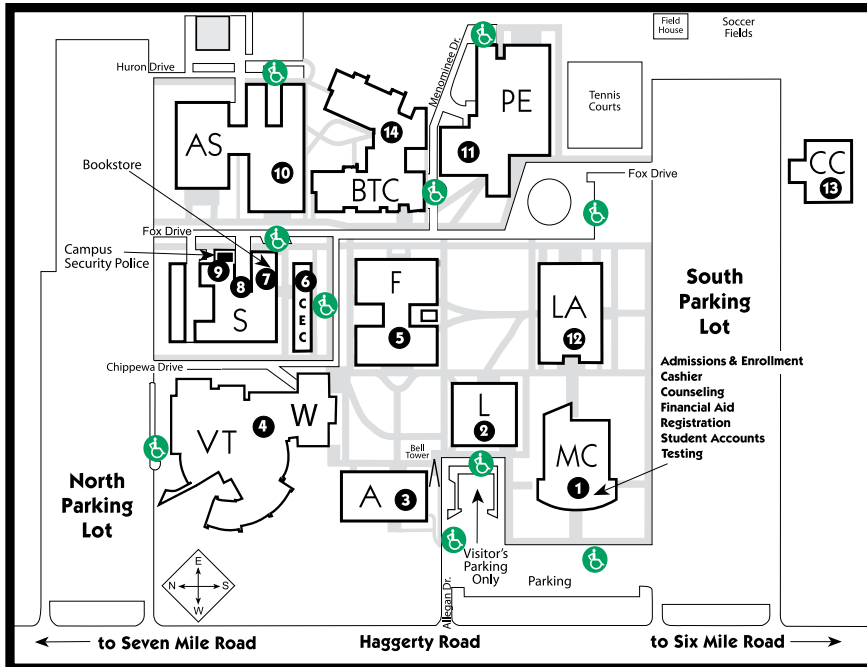 Field
House
Soccer
Fields
Huron Drive
Menominee Dr.
PE
Tennis
Courts
AS
14
11
CC
13
Bookstore
10
BTC
Fox Drive
Fox Drive
Campus
Security Police
9
8
7
6
C
E
C
S
F
5
LA
12
South
Parking
Lot
Chippewa Drive
Admissions & Enrollment
Cashier
Counseling
Financial Aid
Registration
Student Accounts
Testing
W
4
VT
L
2
Bell
Tower
MC
1
North
Parking
Lot
A
3
Visitor's
Parking
Only
E
N
S
W
Allegan Dr.
Parking
to Seven Mile Road
Haggerty Road
to Six Mile Road